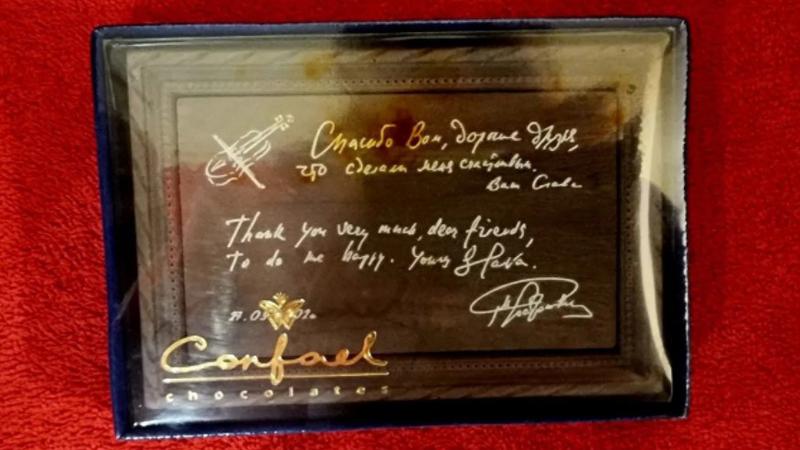 Спасибо Вам, дорогие друзья,
что сделали меня счастливым.
Ваш Слава
Thank you very much, dear friends,
to do me happy. Yours Slava.
Confael
chocolates